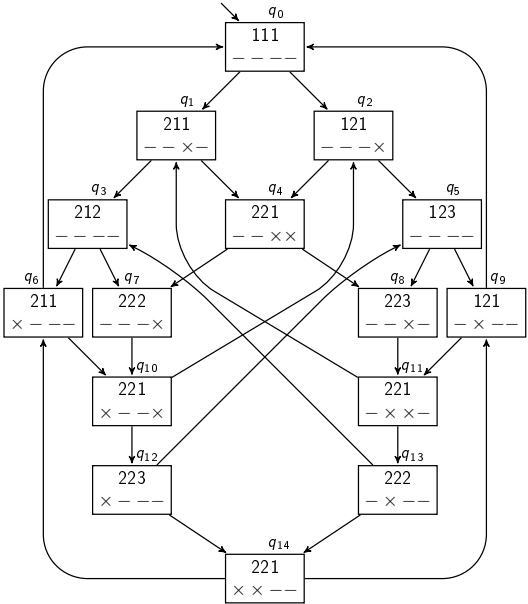 q0
111
− − − −
q1
211
− − × −
q2
121
− − − ×
q3
212
− − − −
q4
221
− − × ×
q5
123
− − − −
q6
211
× − − −
q7
222
− − − ×
q8
223
− − × −
q9
121
− × − −
q10
221
× − − ×
q11
221
− × × −
q12
223
× − − −
q13
222
− × − −
q14
221
× × − −